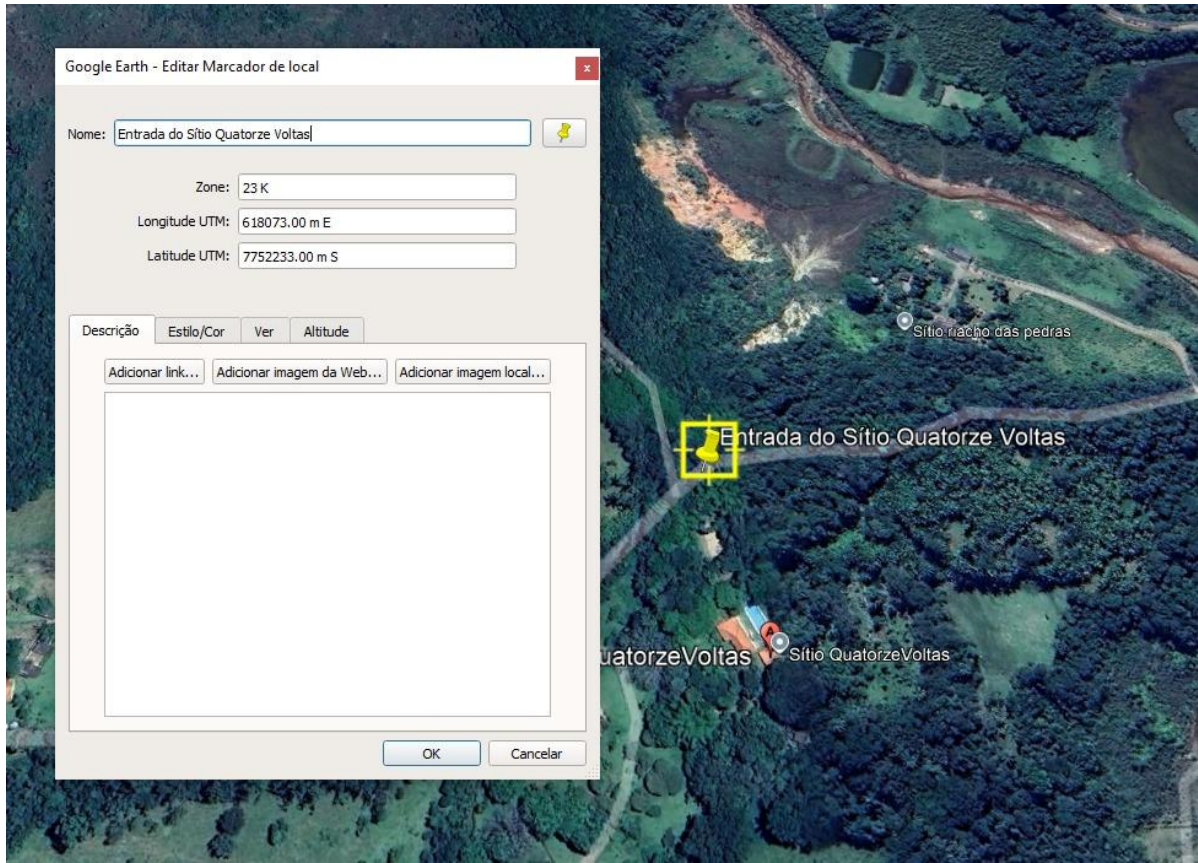 Google Earth - Editar Marcador de local
x
Nome: Entrada do Sítio Quatorze Voltas
Zone: 23 K
Longitude UTM: 618073.00 m E
Latitude UTM: 7752233.00 m S
Descrição Estilo/Cor Ver Altitude
Adicionar link... Adicionar imagem da Web... Adicionar imagem local...
OK Cancelar
Sítio riacho das pedras
Entrada do Sítio Quatorze Voltas
A
uatorzeVoltas Sítio QuatorzeVoltas